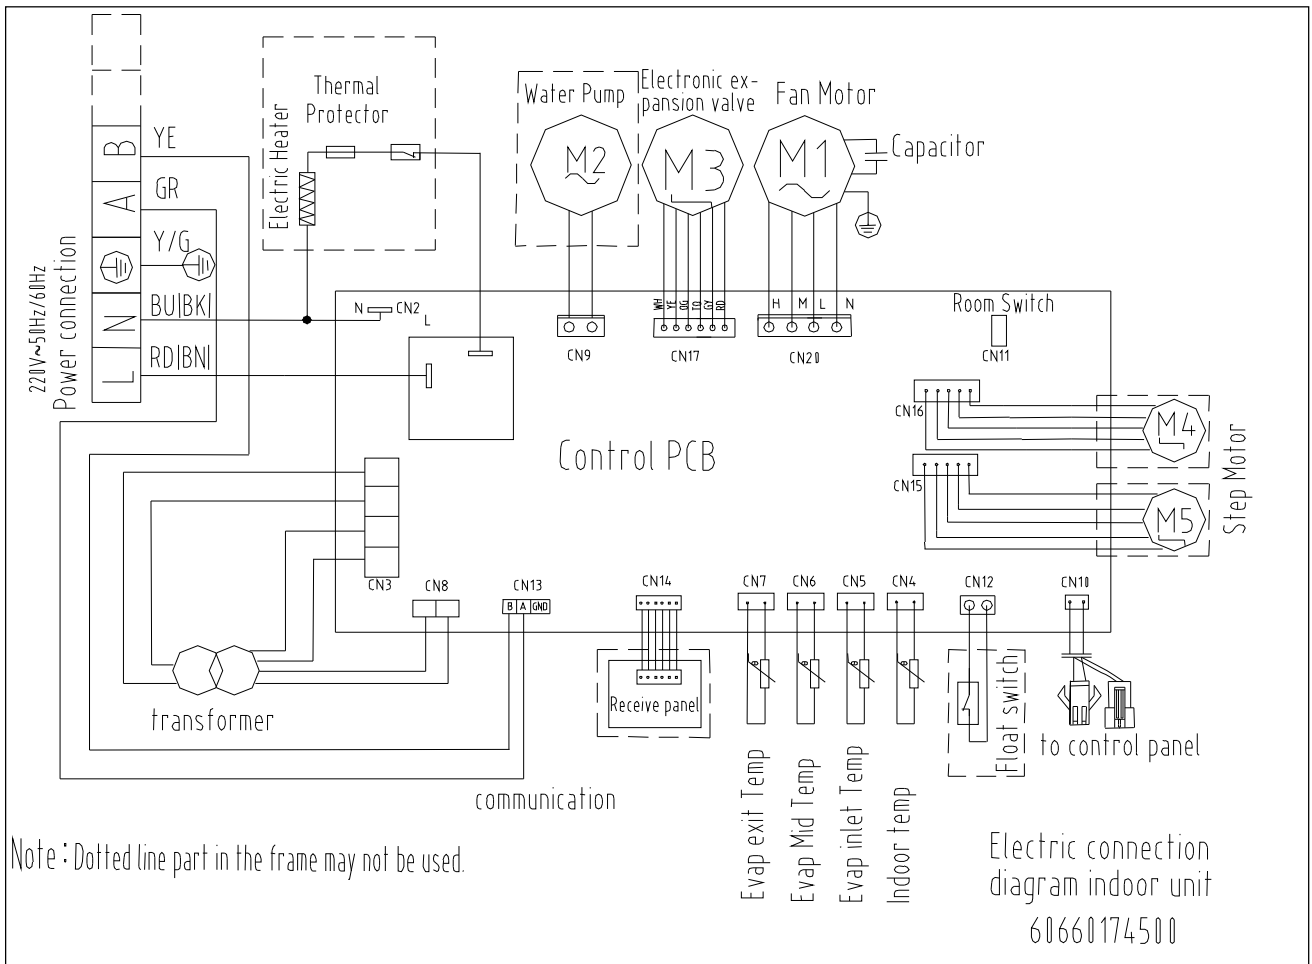 Thermal
Protector
Electric Heater
Water Pump
M2
Electronic ex-
pansion valve
M3
Fan Motor
M1
Capacitor
B
YE
A
GR
Y/G
N
BU|BK|
L
RD|BN|
220V~50Hz/60Hz
Power connection
N
CN2
L
CN9
WH
YE
OG
GY
RD
CN17
H M L N
CN20
Room Switch
CN11
CN16
M4
CN15
M5
Step Motor
Control PCB
CN3
CN8
CN13
B A GND
CN14
CN7
CN6
CN5
CN4
CN12
CN10
θ
θ
θ
θ
Receive panel
Float switch
to control panel
transformer
communication
Evap exit Temp
Evap Mid Temp
Evap inlet Temp
Indoor temp
Note：Dotted line part in the frame may not be used.
Electric connection
diagram indoor unit
60660174500